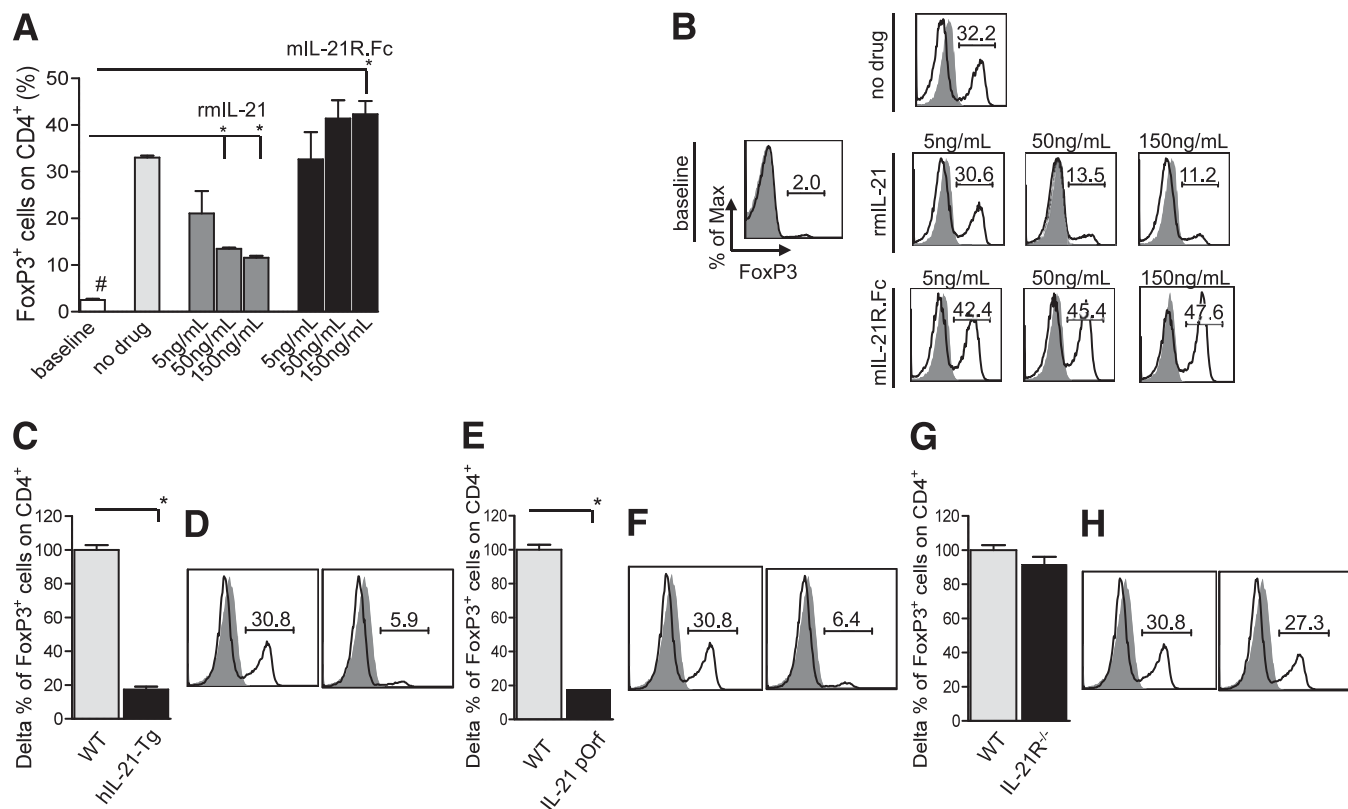 A
mIL-21R.Fc
*
rmIL-21
* *
FoxP3⁺ cells on CD4⁺ (%)
50
40
30
20
10
0
#
baseline
no drug
5ng/mL
50ng/mL
150ng/mL
5ng/mL
50ng/mL
150ng/mL
B
no drug
32.2
baseline
2.0
% of Max
FoxP3
rmIL-21
5ng/mL 50ng/mL 150ng/mL
30.6 13.5 11.2
mIL-21R.Fc
5ng/mL 50ng/mL 150ng/mL
42.4 45.4 47.6
C
Delta % of FoxP3⁺ cells on CD4⁺
120
100
80
60
40
20
0
*
WT
hIL-21-Tg
D
30.8 5.9
E
Delta % of FoxP3⁺ cells on CD4⁺
120
100
80
60
40
20
0
*
WT
IL-21 pOrf
F
30.8 6.4
G
Delta % of FoxP3⁺ cells on CD4⁺
120
100
80
60
40
20
0
WT
IL-21R⁻/⁻
H
30.8 27.3